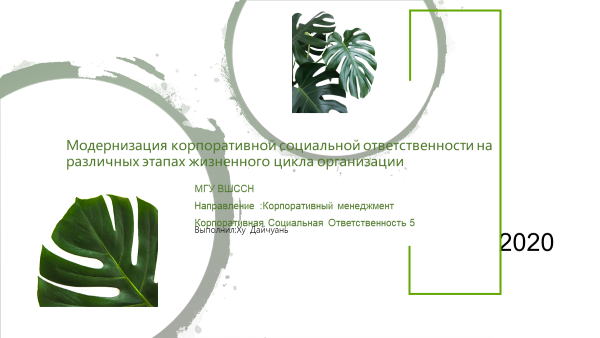 Модернизация корпоративной социальной ответственности на
различных этапах жизненного цикла организации
МГУ ВШССН
Направление :Корпоративный менеджмент
Корпоративная Социальная Ответственность 5
Выполнил:Ху Дайчуань
2020